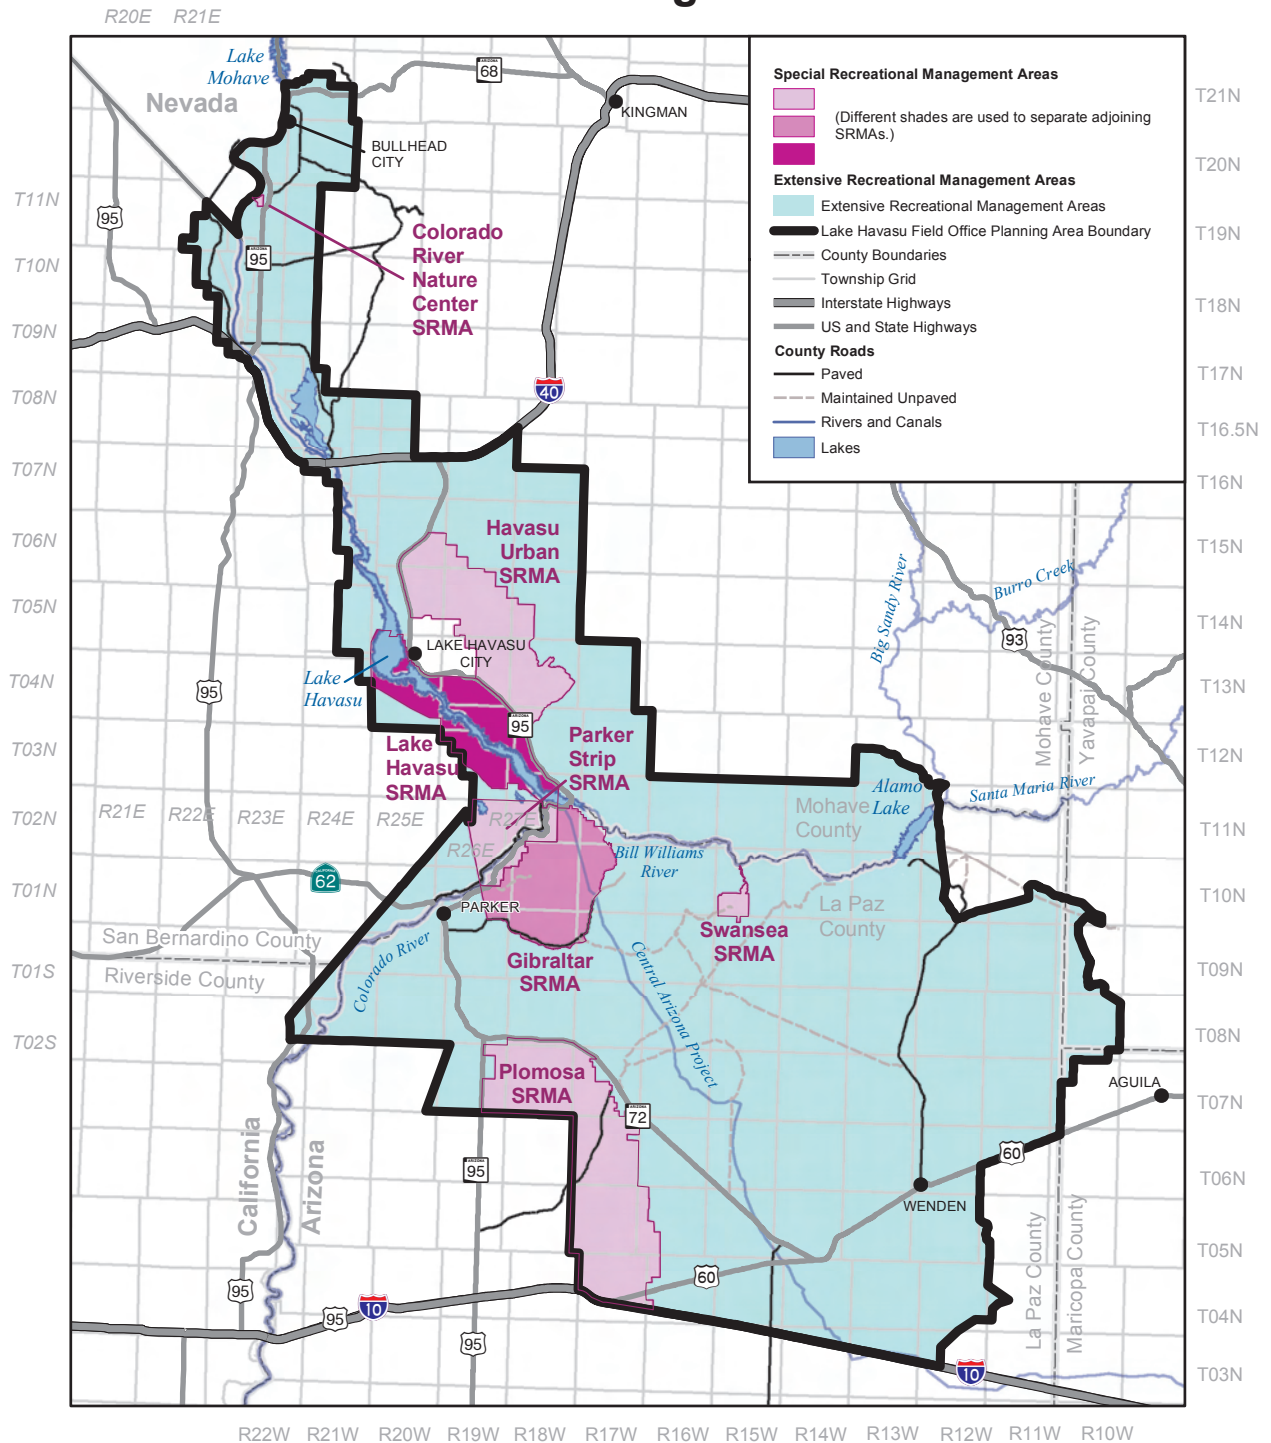 g
R20E R21E
Lake
Mohave
Nevada
ARIZONA
68
KINGMAN
BULLHEAD
CITY
Special Recreational Management Areas
(Different shades are used to separate adjoining
SRMAs.)
Extensive Recreational Management Areas
Extensive Recreational Management Areas
Lake Havasu Field Office Planning Area Boundary
County Boundaries
Township Grid
Interstate Highways
US and State Highways
County Roads
Paved
Maintained Unpaved
Rivers and Canals
Lakes
T21N
T20N
T19N
T18N
T17N
T16.5N
T16N
T15N
T14N
T13N
T12N
T11N
T10N
T09N
T08N
T07N
T06N
T05N
T04N
T03N
T11N
T10N
T09N
T08N
T07N
T06N
T05N
T04N
T03N
T02N
T01N
T01S
T02S
95
ARIZONA
95
Colorado
River
Nature
Center
SRMA
40
Havasu
Urban
SRMA
Big Sandy River
Burro Creek
93
Mohave County
Yavapai County
LAKE HAVASU
CITY
Lake
Havasu
95
ARIZONA
95
Parker
Strip
SRMA
Lake
Havasu
SRMA
Alamo
Lake
Santa Maria River
Mohave
County
R21E R22E R23E R24E R25E R27E
R26E
Bill Williams
River
CALIFORNIA
62
PARKER
La Paz
County
Swansea
SRMA
San Bernardino County
Riverside County
Colorado River
Gibraltar
SRMA
Central Arizona Project
Plomosa
SRMA
ARIZONA
72
AGUILA
60
California
Arizona
ARIZONA
95
WENDEN
La Paz County
Maricopa County
60
95
10
95
95
10
R22W R21W R20W R19W R18W R17W R16W R15W R14W R13W R12W R11W R10W